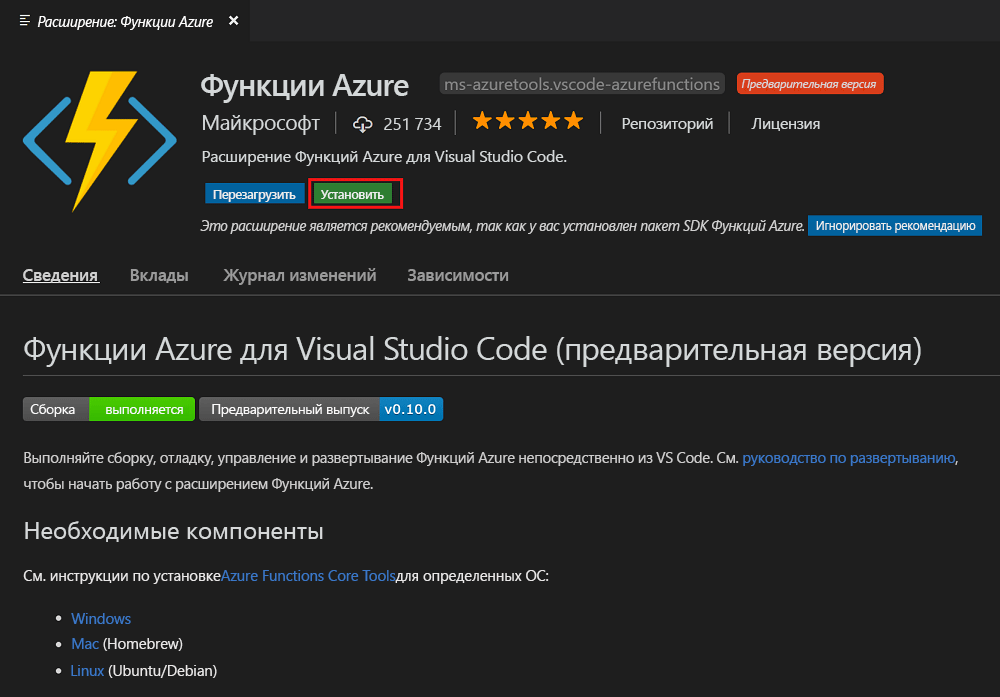 Расширение: Функции Azure
Функции Azure ms-azuretools.vscode-azurefunctions Предварительная версия
Майкрософт 251 734 Репозиторий Лицензия
Расширение Функций Azure для Visual Studio Code.
Перезагрузить Установить
Это расширение является рекомендуемым, так как у вас установлен пакет SDK Функций Azure. Игнорировать рекомендацию
Сведения Вклады Журнал изменений Зависимости
Функции Azure для Visual Studio Code (предварительная версия)
Сборка выполняется Предварительный выпуск v0.10.0
Выполняйте сборку, отладку, управление и развертывание Функций Azure непосредственно из VS Code. См. руководство по развертыванию,
чтобы начать работу с расширением Функций Azure.
Необходимые компоненты
См. инструкции по установкеAzure Functions Core Toolsдля определенных ОС:
• Windows
• Mac (Homebrew)
• Linux (Ubuntu/Debian)